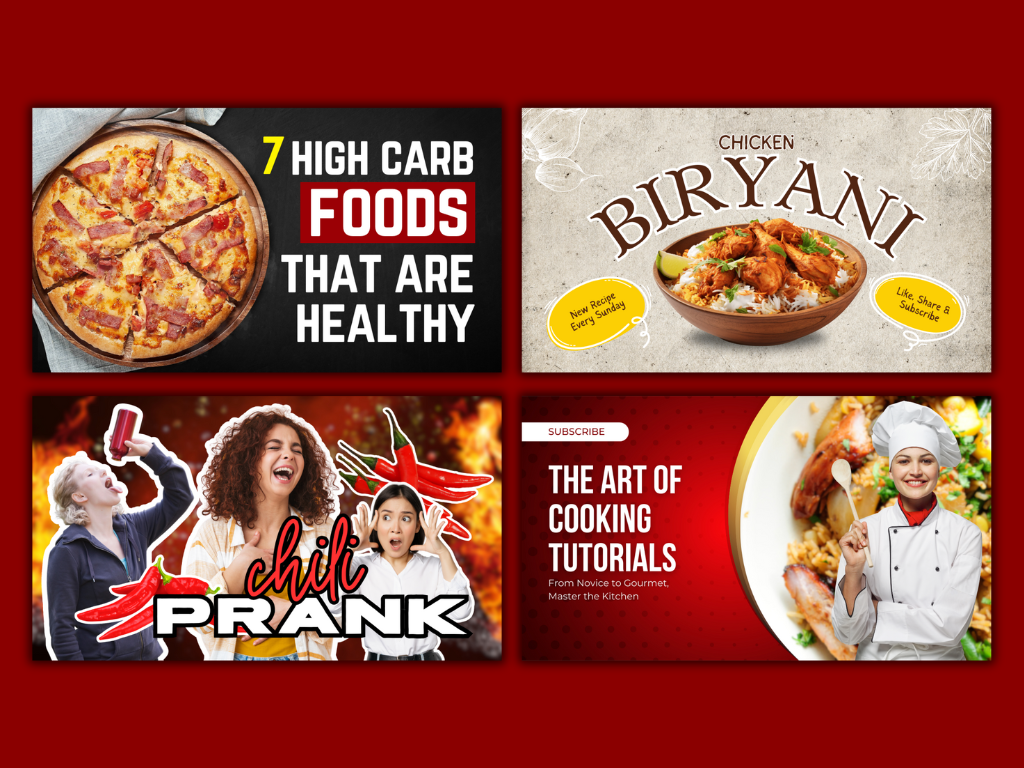 7 HIGH CARB
FOODS
THAT ARE
HEALTHY
CHICKEN
BIRYANI
New Recipe
Every Sunday
Like, Share &
Subscribe
chili
PRANK
SUBSCRIBE
THE ART OF
COOKING
TUTORIALS
From Novice to Gourmet,
Master the Kitchen